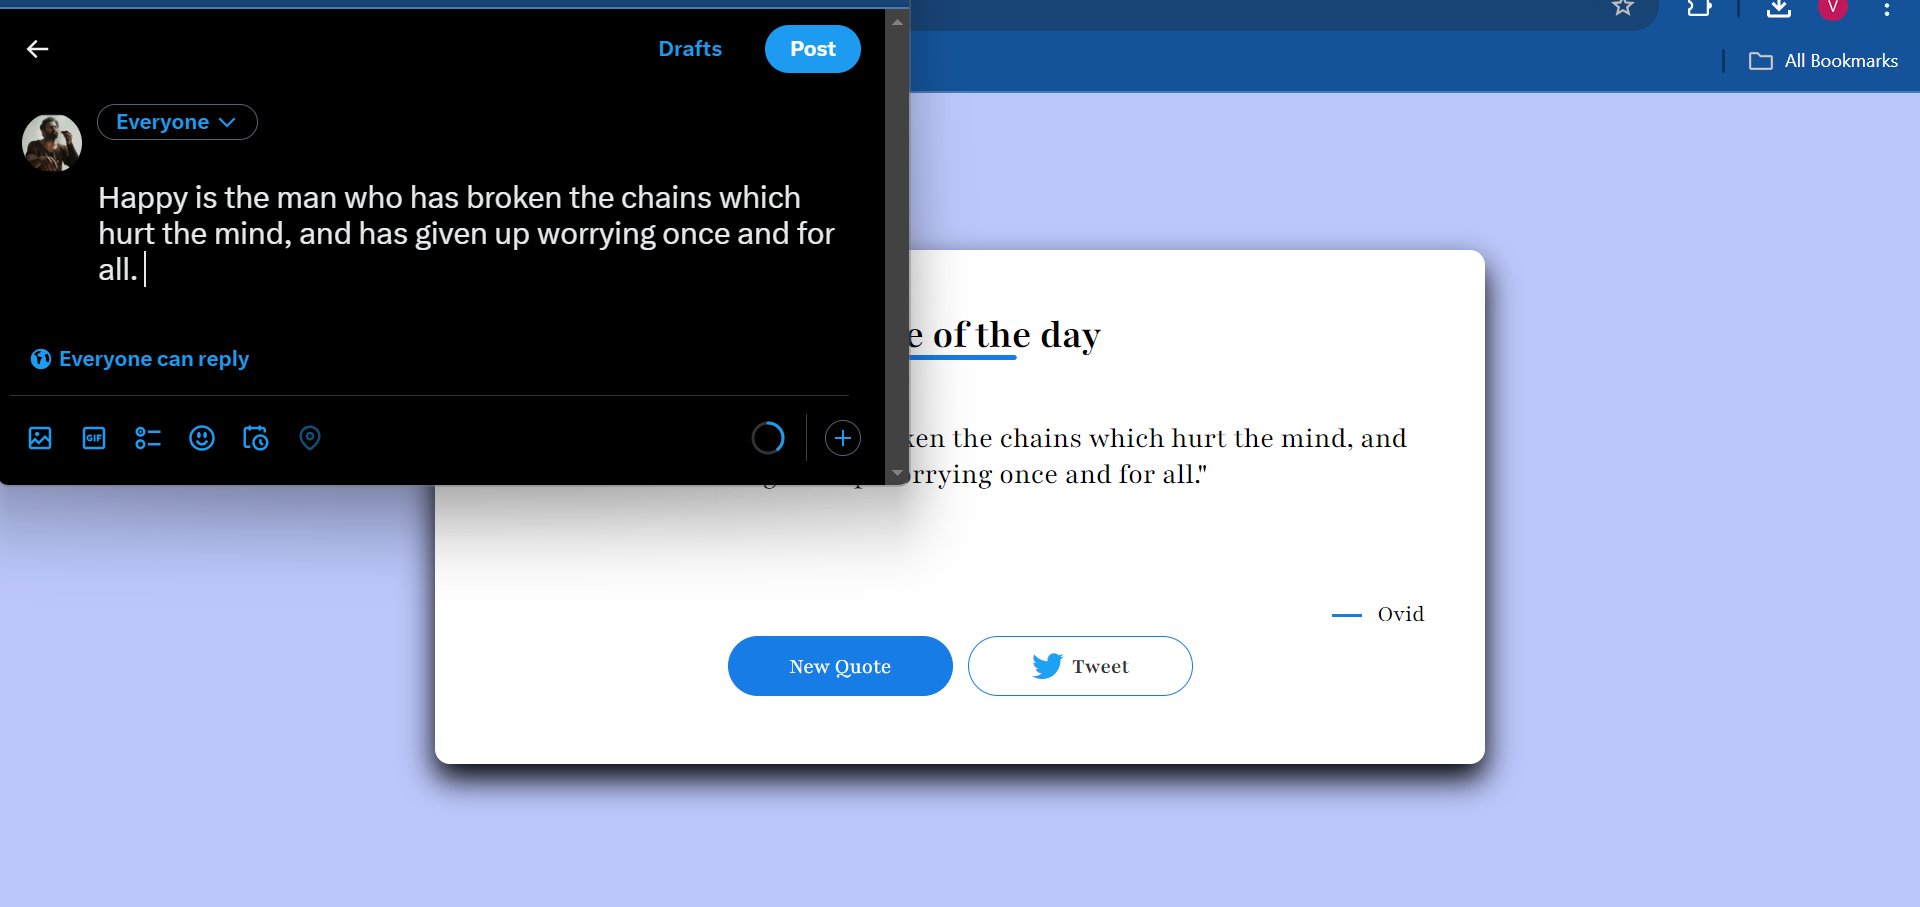 Drafts
Post
V
All Bookmarks
Everyone
Happy is the man who has broken the chains which
hurt the mind, and has given up worrying once and for
all.
Everyone can reply
GIF
e of the day
ken the chains which hurt the mind, and
orrying once and for all."
Ovid
New Quote
Tweet